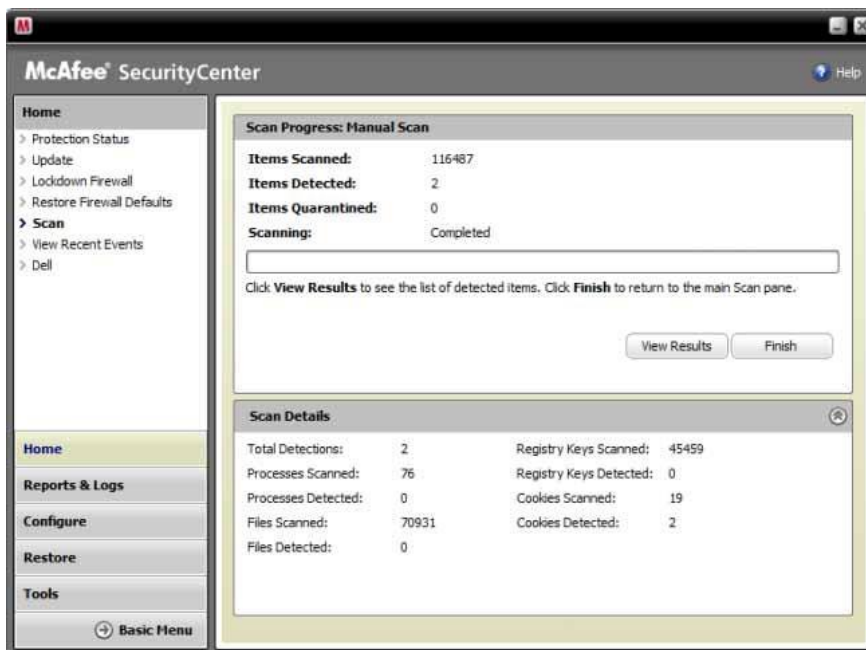 McAfee® SecurityCenter
Help
Home
> Protection Status
> Update
> Lockdown Firewall
> Restore Firewall Defaults
> Scan
> View Recent Events
> Dell
Home
Reports & Logs
Configure
Restore
Tools
Basic Menu
Scan Progress: Manual Scan
Items Scanned: 116487
Items Detected: 2
Items Quarantined: 0
Scanning: Completed
Click View Results to see the list of detected items. Click Finish to return to the main Scan pane.
View Results Finish
Scan Details
Total Detections: 2 Registry Keys Scanned: 45459
Processes Scanned: 76 Registry Keys Detected: 0
Processes Detected: 0 Cookies Scanned: 19
Files Scanned: 70931 Cookies Detected: 2
Files Detected: 0